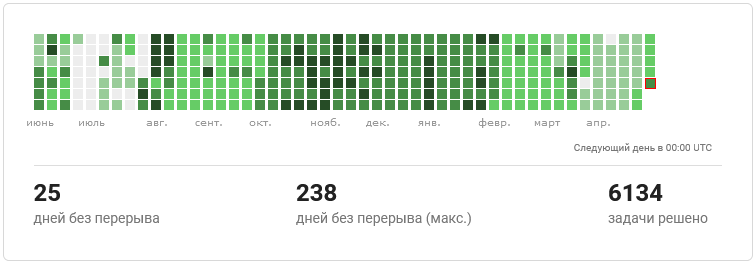 июнь июль авг. сент. окт. нояб. дек. янв. февр. март апр.
Следующий день в 00:00 UTC
25 238 6134
дней без перерыва дней без перерыва (макс.) задачи решено